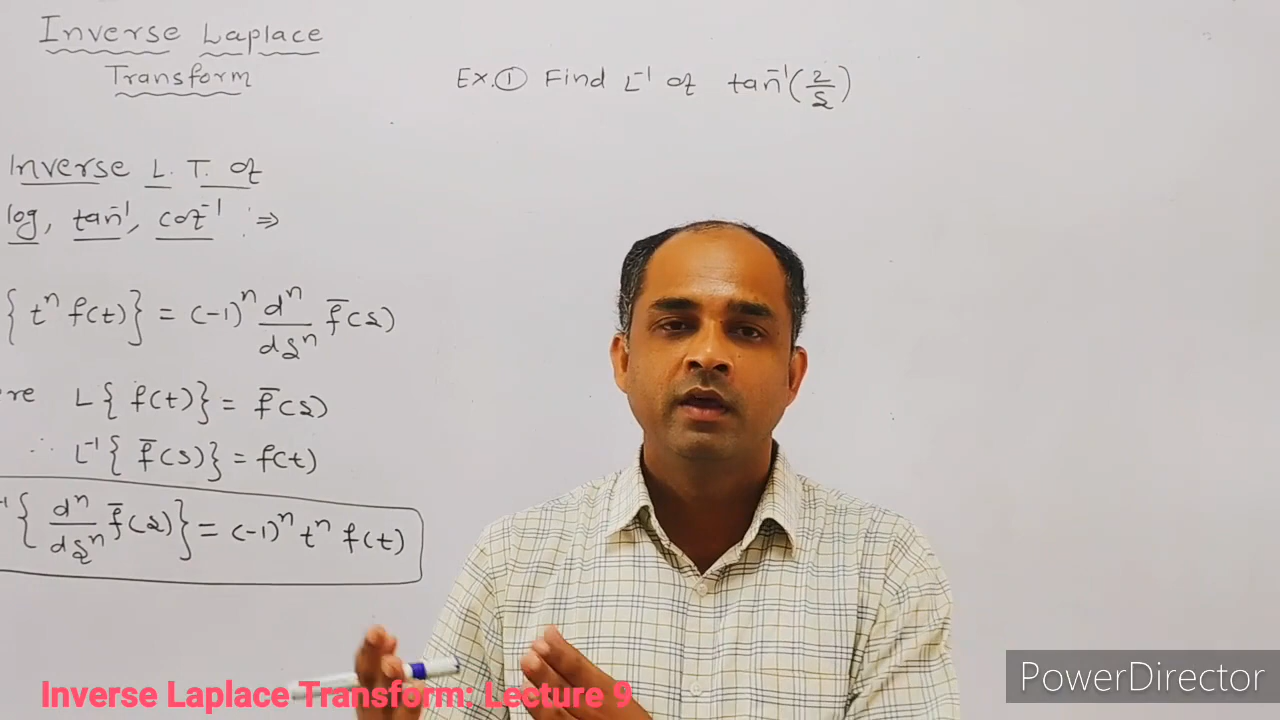 Inverse Laplace
Transform
Ex.① Find L⁻¹ of tan⁻¹(2/s)
Inverse L.T. of
log, tan⁻¹, cot⁻¹ :⇒
{ tⁿ f(t)} = (-1)ⁿ dⁿ/dsⁿ f̄(s)
re L{ f(t)} = f̄(s)
∴ L⁻¹{ f̄(s)} = f(t)
⁻¹{ dⁿ/dsⁿ f̄(s)} = (-1)ⁿ tⁿ f(t)
Inverse Laplace Transform: Lecture 9
PowerDirector